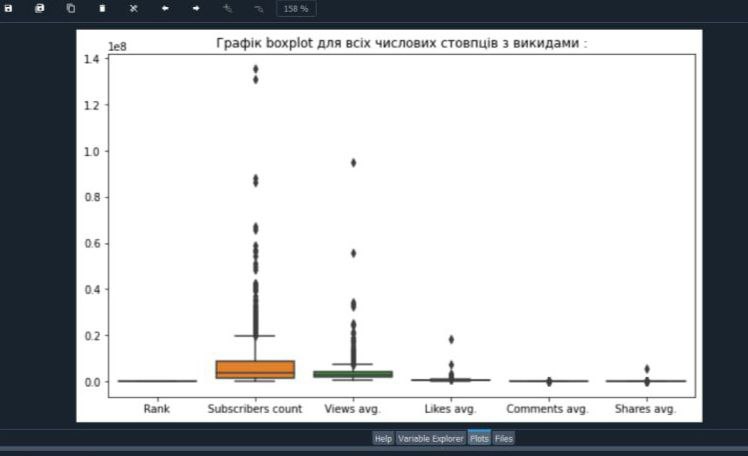 158 %
Графік boxplot для всіх числових стовпців з викидами :
1e8
1.4
1.2
1.0
0.8
0.6
0.4
0.2
0.0
Rank Subscribers count Views avg. Likes avg. Comments avg. Shares avg.
Help Variable Explorer Plots Files